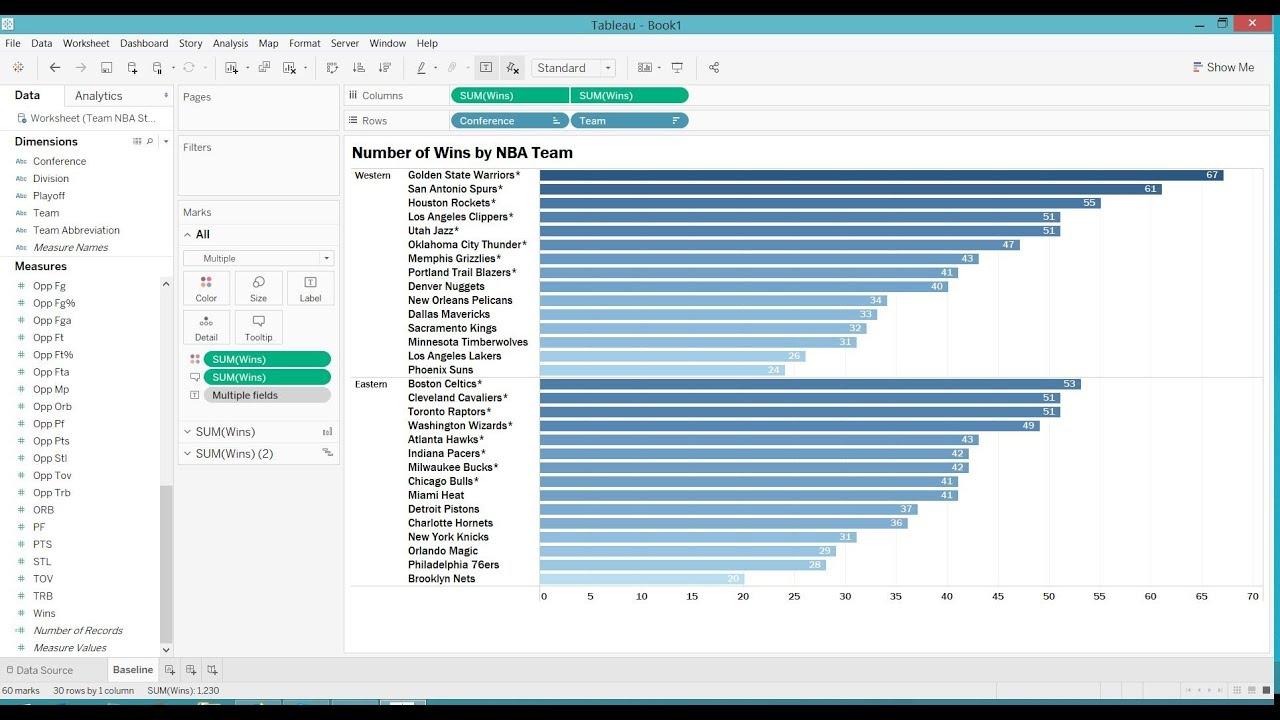 Tableau - Book1
File Data Worksheet Dashboard Story Analysis Map Format Server Window Help
Standard
Show Me
Data Analytics
Worksheet (Team NBA St...
Dimensions
Abc Conference
Abc Division
Abc Playoff
Abc Team
Abc Team Abbreviation
Abc Measure Names
Measures
# Opp Fg
# Opp Fg%
# Opp Fga
# Opp Ft
# Opp Ft%
# Opp Fta
# Opp Mp
# Opp Orb
# Opp Pf
# Opp Pts
# Opp Stl
# Opp Tov
# Opp Trb
# ORB
# PF
# PTS
# STL
# TOV
# TRB
# Wins
=# Number of Records
# Measure Values
Pages
Filters
Marks
All
Multiple
Color Size Label
Detail Tooltip
SUM(Wins)
SUM(Wins)
T Multiple fields
SUM(Wins)
SUM(Wins) (2)
Columns SUM(Wins) SUM(Wins)
Rows Conference Team
Number of Wins by NBA Team
Western Golden State Warriors* 67
San Antonio Spurs* 61
Houston Rockets* 55
Los Angeles Clippers* 51
Utah Jazz* 51
Oklahoma City Thunder* 47
Memphis Grizzlies* 43
Portland Trail Blazers* 41
Denver Nuggets 40
New Orleans Pelicans 34
Dallas Mavericks 33
Sacramento Kings 32
Minnesota Timberwolves 31
Los Angeles Lakers 26
Phoenix Suns 24
Eastern Boston Celtics* 53
Cleveland Cavaliers* 51
Toronto Raptors* 51
Washington Wizards* 49
Atlanta Hawks* 43
Indiana Pacers* 42
Milwaukee Bucks* 42
Chicago Bulls* 41
Miami Heat 41
Detroit Pistons 37
Charlotte Hornets 36
New York Knicks 31
Orlando Magic 29
Philadelphia 76ers 28
Brooklyn Nets 20
0 5 10 15 20 25 30 35 40 45 50 55 60 65 70
Data Source Baseline
60 marks 30 rows by 1 column SUM(Wins): 1,230